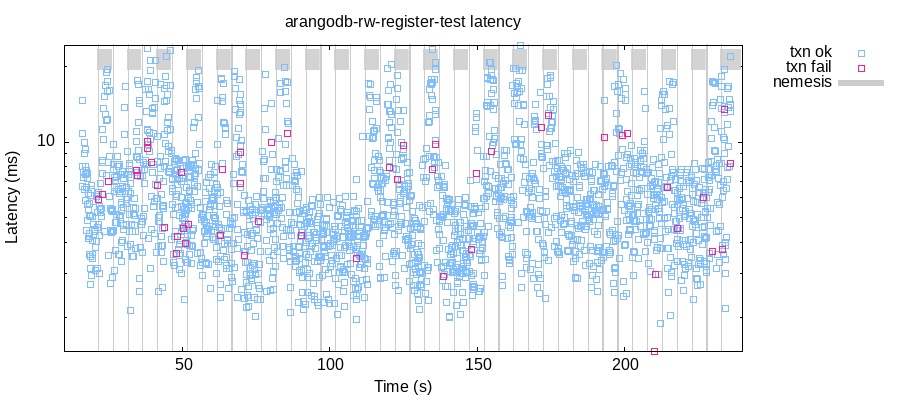 arangodb-rw-register-test latency
txn ok
txn fail
nemesis
10
Latency (ms)
50
100
150
200
Time (s)